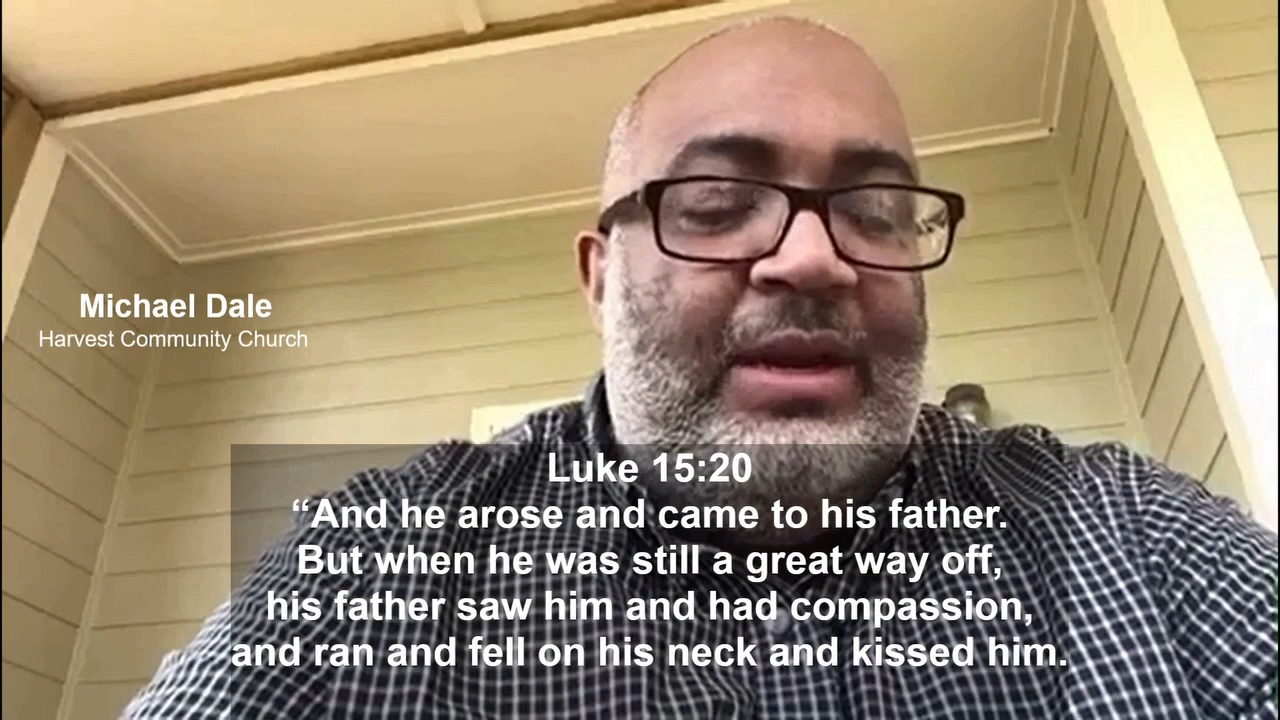 Michael Dale
Harvest Community Church
Luke 15:20
“And he arose and came to his father.
But when he was still a great way off,
his father saw him and had compassion,
and ran and fell on his neck and kissed him.